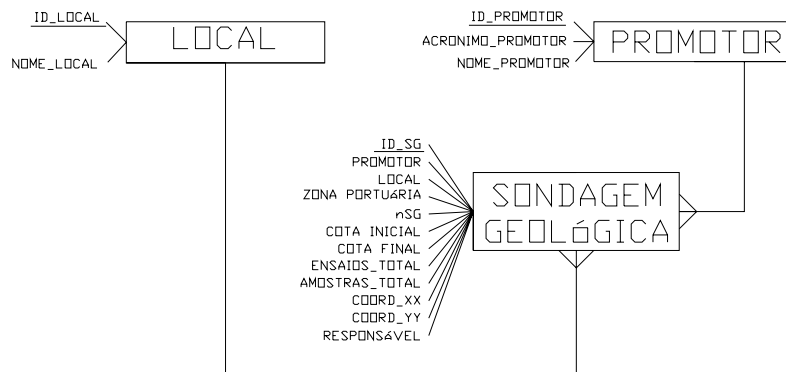 ID_LOCAL
LOCAL
NOME_LOCAL
ID_PROMOTOR
ACRONIMO_PROMOTOR
NOME_PROMOTOR
PROMOTOR
ID_SG
PROMOTOR
LOCAL
ZONA PORTUáRIA
nSG
COTA INICIAL
COTA FINAL
ENSAIOS_TOTAL
AMOSTRAS_TOTAL
COORD_XX
COORD_YY
RESPONSáVEL
SONDAGEM
GEOLóGICA